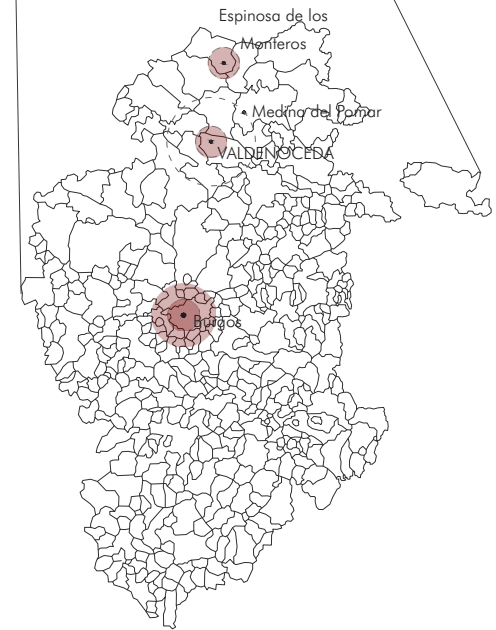 Espinosa de los
Monteros
Medina del Pomar
VALDENOCEDA
Burgos